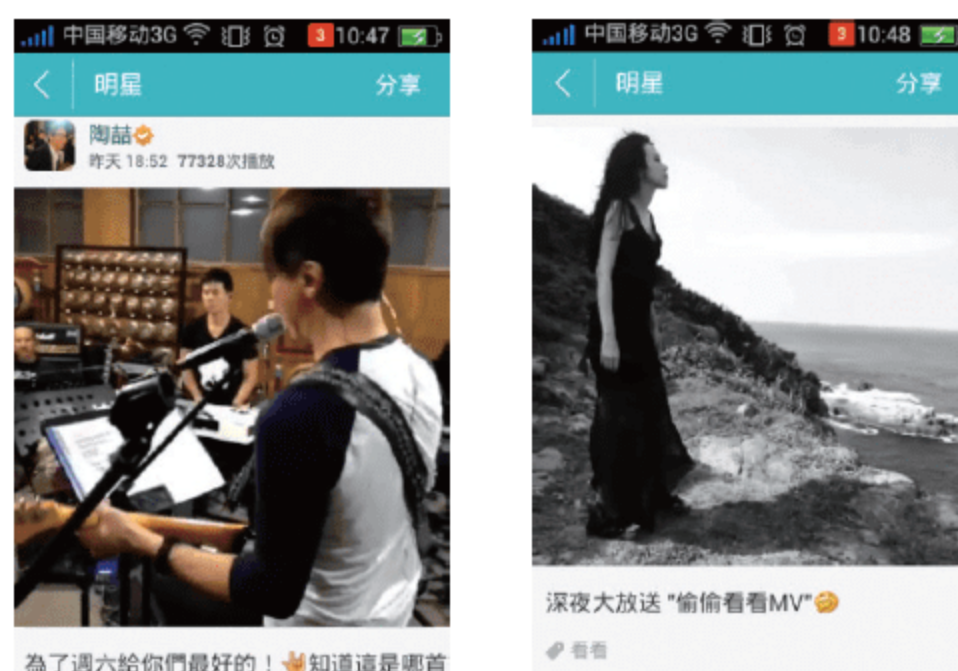 中国移动3G 3 10:47
明星 分享
陶喆
昨天 18:52 77328次播放
為了週六給你們最好的！🤘知道這是哪首
中国移动3G 3 10:48
明星 分享
深夜大放送 "偷偷看看MV"
看看